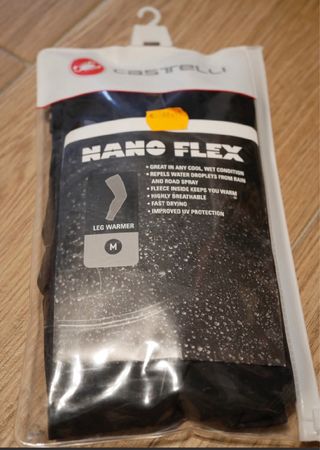 castelli
NANO FLEX
• GREAT IN ANY COOL, WET CONDITION
• REPELS WATER DROPLETS FROM RAIN
AND ROAD SPRAY
• FLEECE INSIDE KEEPS YOU WARM
• HIGHLY BREATHABLE
• FAST DRYING
• IMPROVED UV PROTECTION
LEG WARMER
M